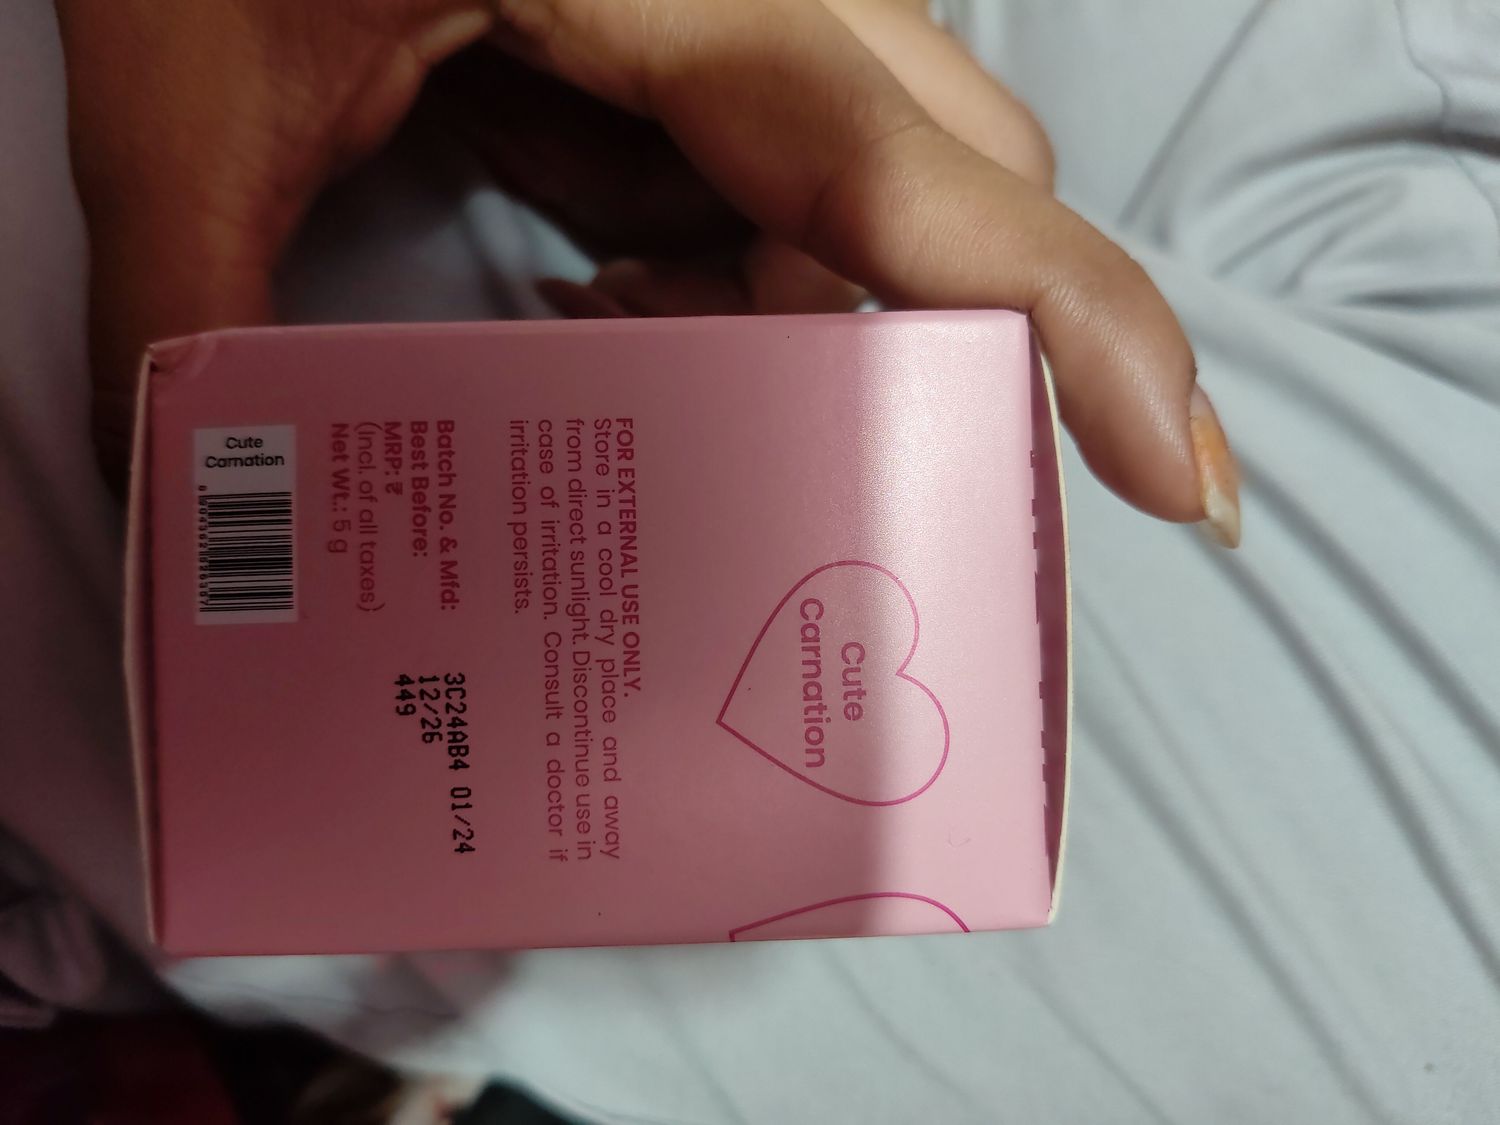 Cute
Carnation
FOR EXTERNAL USE ONLY.
Store in a cool dry place and away
from direct sunlight. Discontinue use in
case of irritation. Consult a doctor if
irritation persists.
Batch No. & Mfd: 3C24AB4 01/24
Best Before: 12/26
MRP: ₹ 449
(incl. of all taxes)
Net Wt.: 5 g
Cute
Carnation